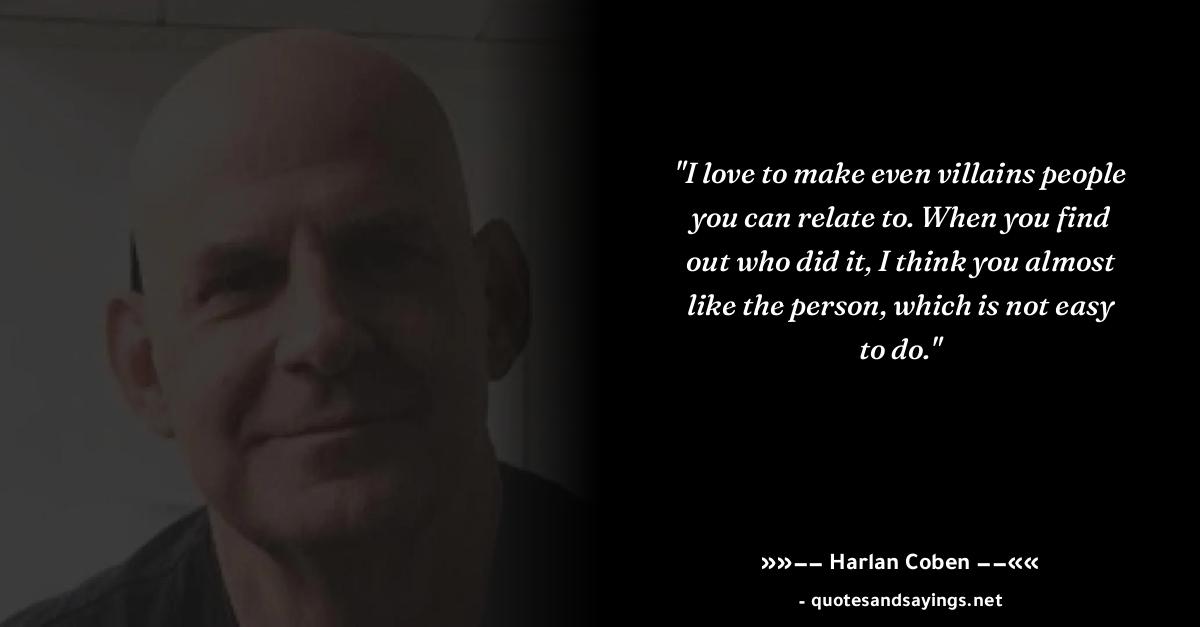 "I love to make even villains people
you can relate to. When you find
out who did it, I think you almost
like the person, which is not easy
to do."
»»−− Harlan Coben −−««
- quotesandsayings.net